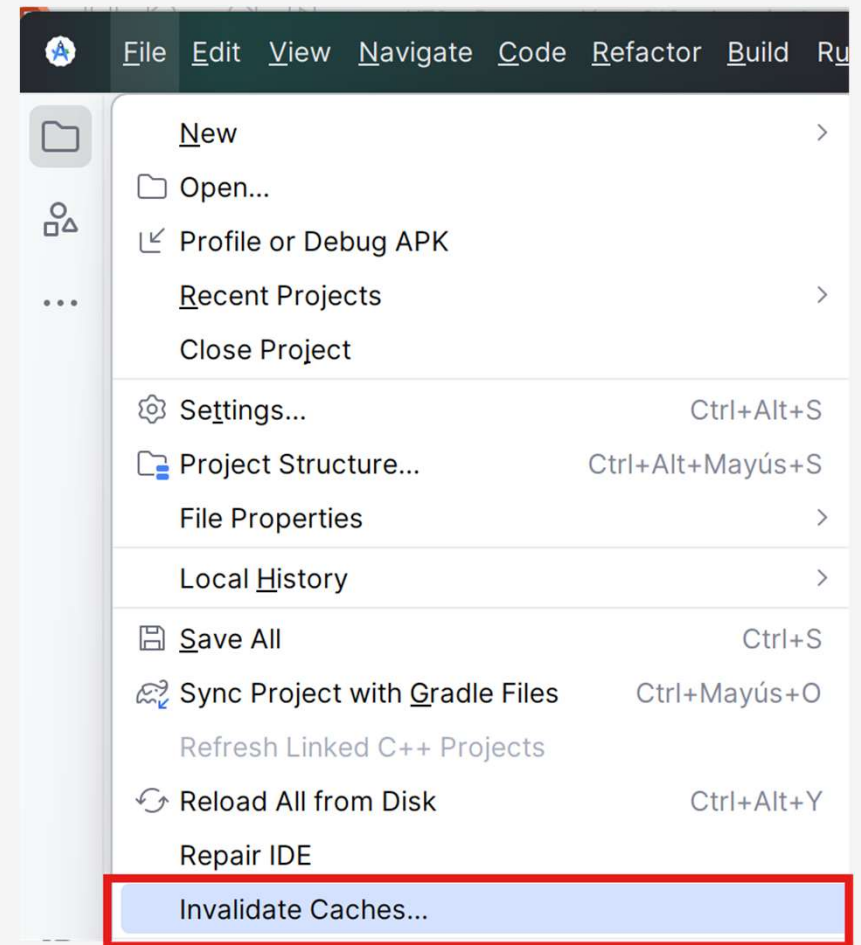 File Edit View Navigate Code Refactor Build Ru
New
Open...
Profile or Debug APK
Recent Projects
Close Project
Settings... Ctrl+Alt+S
Project Structure... Ctrl+Alt+Mayús+S
File Properties
Local History
Save All Ctrl+S
Sync Project with Gradle Files Ctrl+Mayús+O
Refresh Linked C++ Projects
Reload All from Disk Ctrl+Alt+Y
Repair IDE
Invalidate Caches...